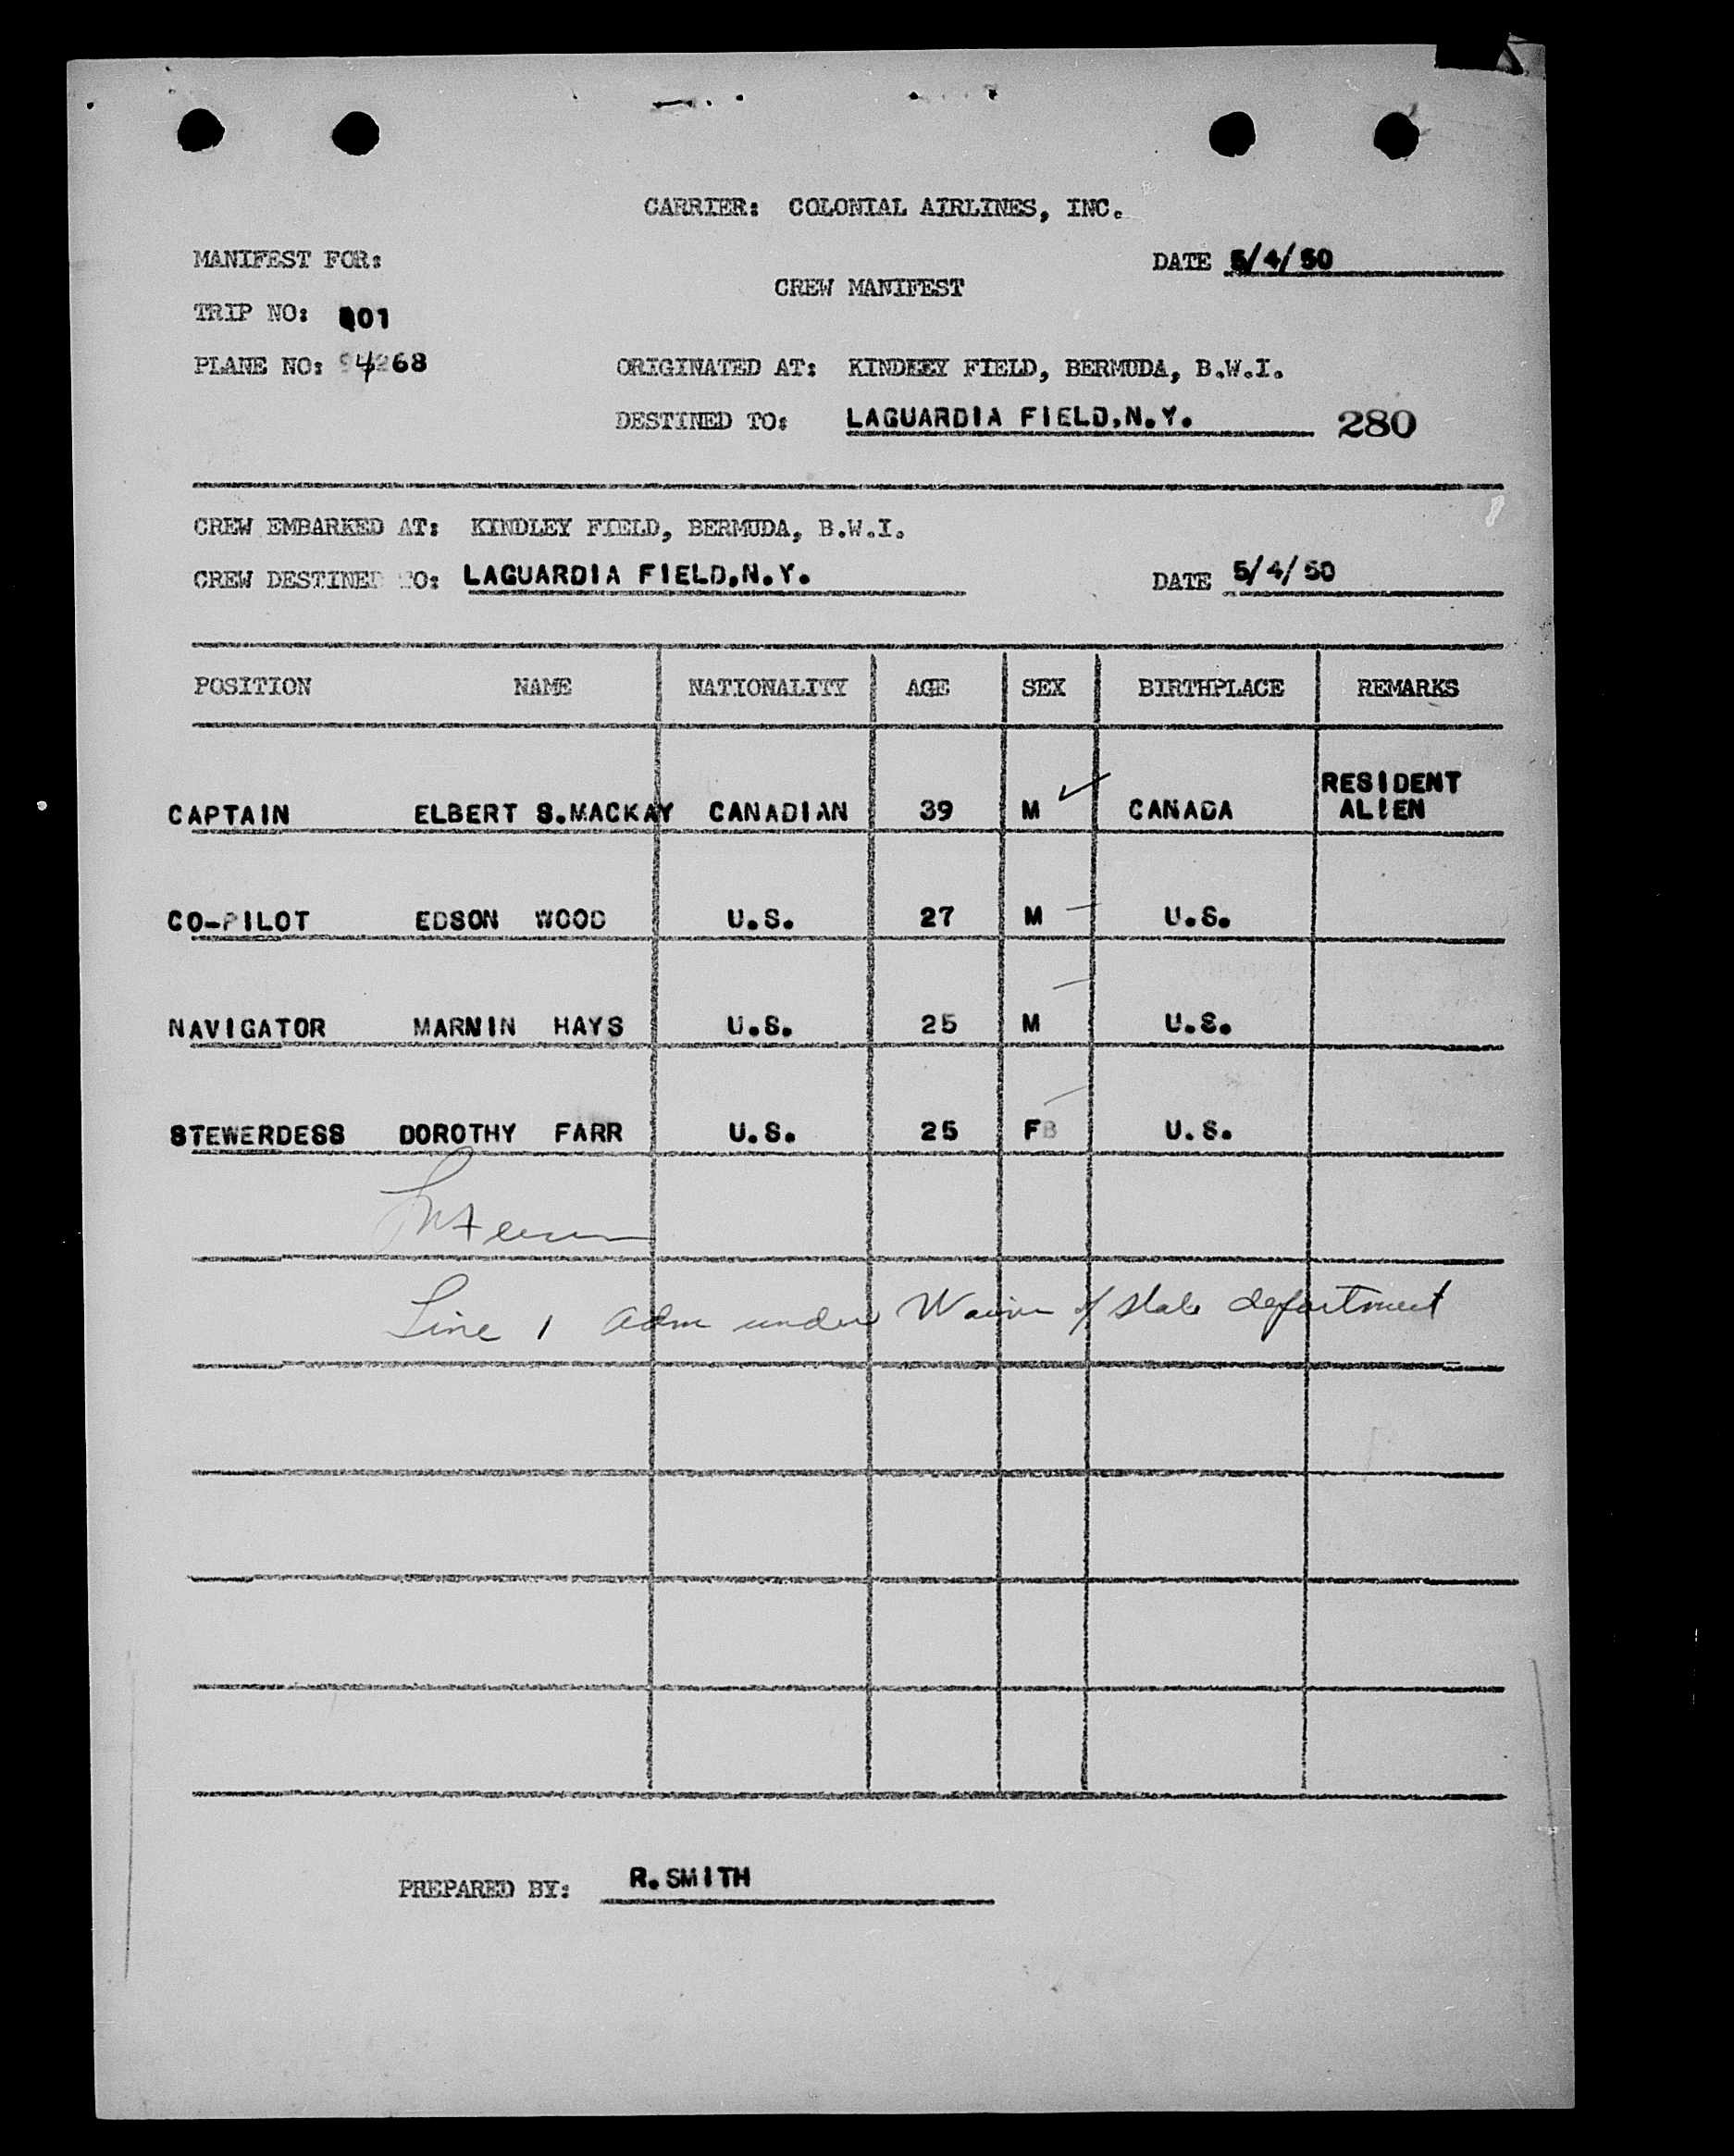 CARRIER: COLONIAL AIRLINES, INC.
MANIFEST FOR:
DATE 5/4/50
CREW MANIFEST
TRIP NO: 101
PLANE NO: 94268
ORIGINATED AT: KINDLEY FIELD, BERMUDA, B.W.I.
DESTINED TO: LAGUARDIA FIELD,N.Y. 280
CREW EMBARKED AT: KINDLEY FIELD, BERMUDA, B.W.I.
CREW DESTINED TO: LAGUARDIA FIELD,N.Y. DATE 5/4/50
POSITION NAME NATIONALITY AGE SEX BIRTHPLACE REMARKS
CAPTAIN ELBERT S.MACKAY CANADIAN 39 M CANADA RESIDENT ALIEN
CO-PILOT EDSON WOOD U.S. 27 M U.S.
NAVIGATOR MARNIN HAYS U.S. 25 M U.S.
STEWERDESS DOROTHY FARR U.S. 25 F U.S.
Line 1 adm under Waiver of state department
PREPARED BY: R.SMITH